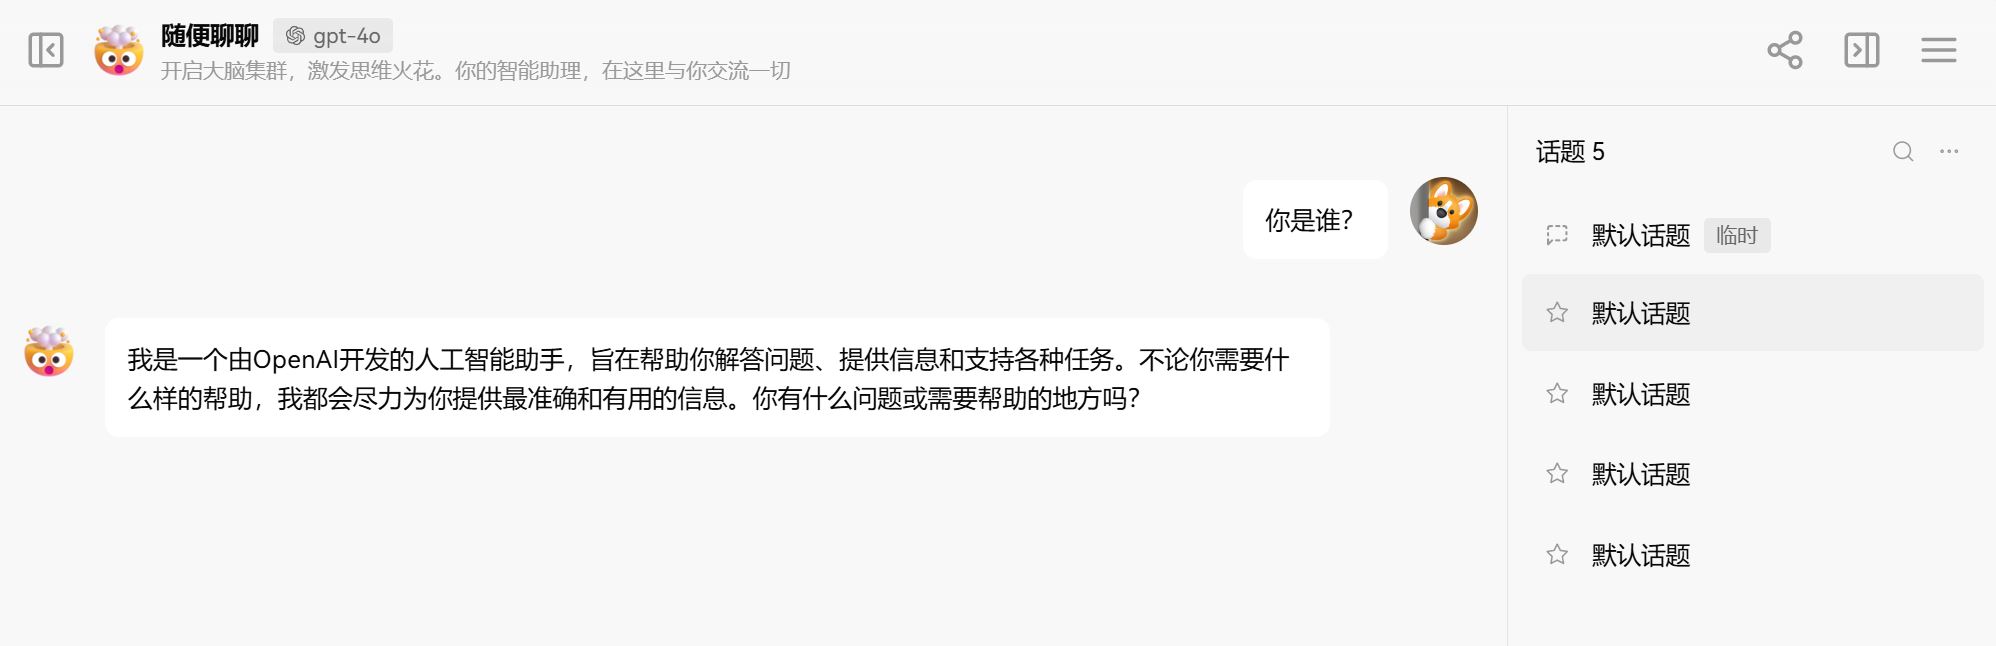 随便聊聊 gpt-4o
开启大脑集群，激发思维火花。你的智能助理，在这里与你交流一切
你是谁？
我是一个由OpenAI开发的人工智能助手，旨在帮助你解答问题、提供信息和支持各种任务。不论你需要什
么样的帮助，我都会尽力为你提供最准确和有用的信息。你有什么问题或需要帮助的地方吗？
话题 5
默认话题 临时
默认话题
默认话题
默认话题
默认话题